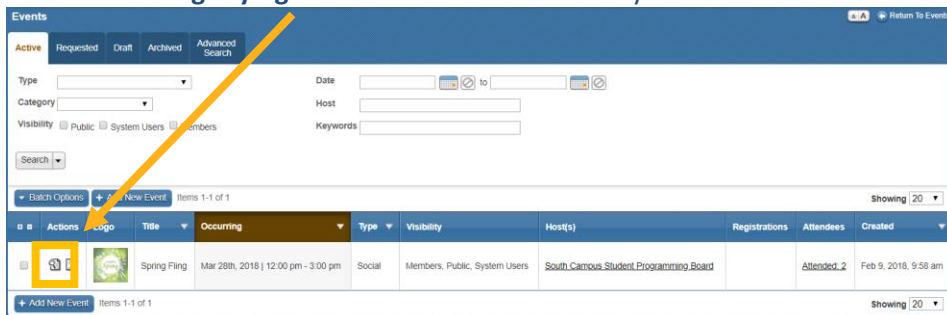 Events
Return To Events
Active Requested Draft Archived Advanced Search
Type Date to
Category Host
Visibility Public System Users Members Keywords
Search
Batch Options + Add New Event Items 1-1 of 1 Showing 20
Actions Logo Title Occurring Type Visibility Host(s) Registrations Attendees Created
Spring Fling Mar 28th, 2018 | 12:00 pm - 3:00 pm Social Members, Public, System Users South Campus Student Programming Board Attended 2 Feb 9, 2018, 9:58 am
+ Add New Event Items 1-1 of 1 Showing 20